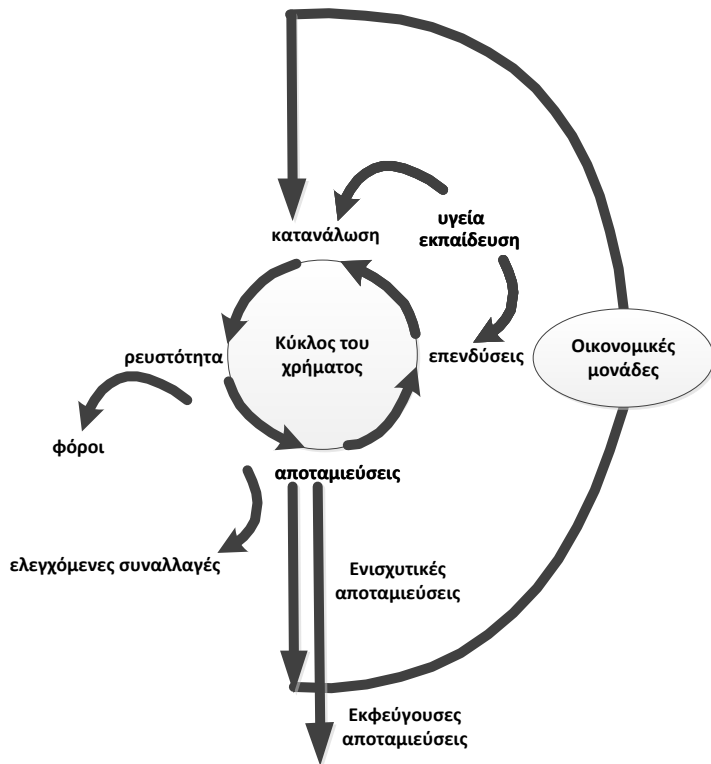 κατανάλωση
υγεία
εκπαίδευση
ρευστότητα
Κύκλος του
χρήματος
επενδύσεις
Οικονομικές
μονάδες
φόροι
αποταμιεύσεις
ελεγχόμενες συναλλαγές
Ενισχυτικές
αποταμιεύσεις
Εκφεύγουσες
αποταμιεύσεις